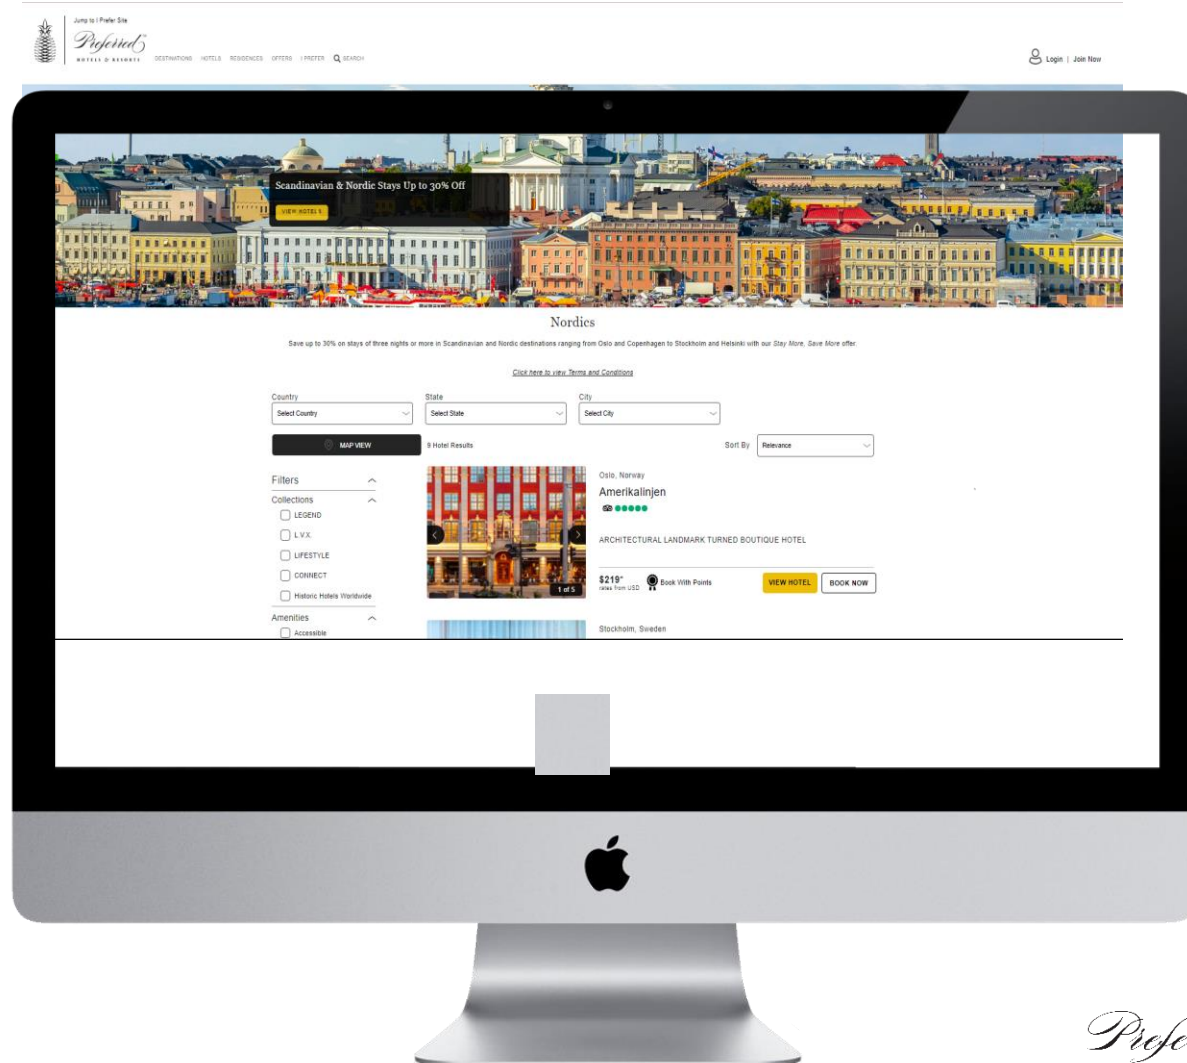 Jump to I Prefer Site
Preferred
HOTELS & RESORTS
DESTINATIONS HOTELS RESIDENCES OFFERS I PREFER SEARCH
Login | Join Now
Scandinavian & Nordic Stays Up to 30% Off
VIEW HOTELS
Nordics
Save up to 30% on stays of three nights or more in Scandinavian and Nordic destinations ranging from Oslo and Copenhagen to Stockholm and Helsinki with our Stay More, Save More offer.
Click here to view Terms and Conditions
Country State City
Select Country Select State Select City
MAP VIEW 9 Hotel Results Sort By Relevance
Filters
Collections
LEGEND
L.V.X.
LIFESTYLE
CONNECT
Historic Hotels Worldwide
Amenities
Accessible
1 of 5
Oslo, Norway
Amerikalinjen
ARCHITECTURAL LANDMARK TURNED BOUTIQUE HOTEL
$219*
rates from USD
Book With Points
VIEW HOTEL BOOK NOW
Stockholm, Sweden
Prefe